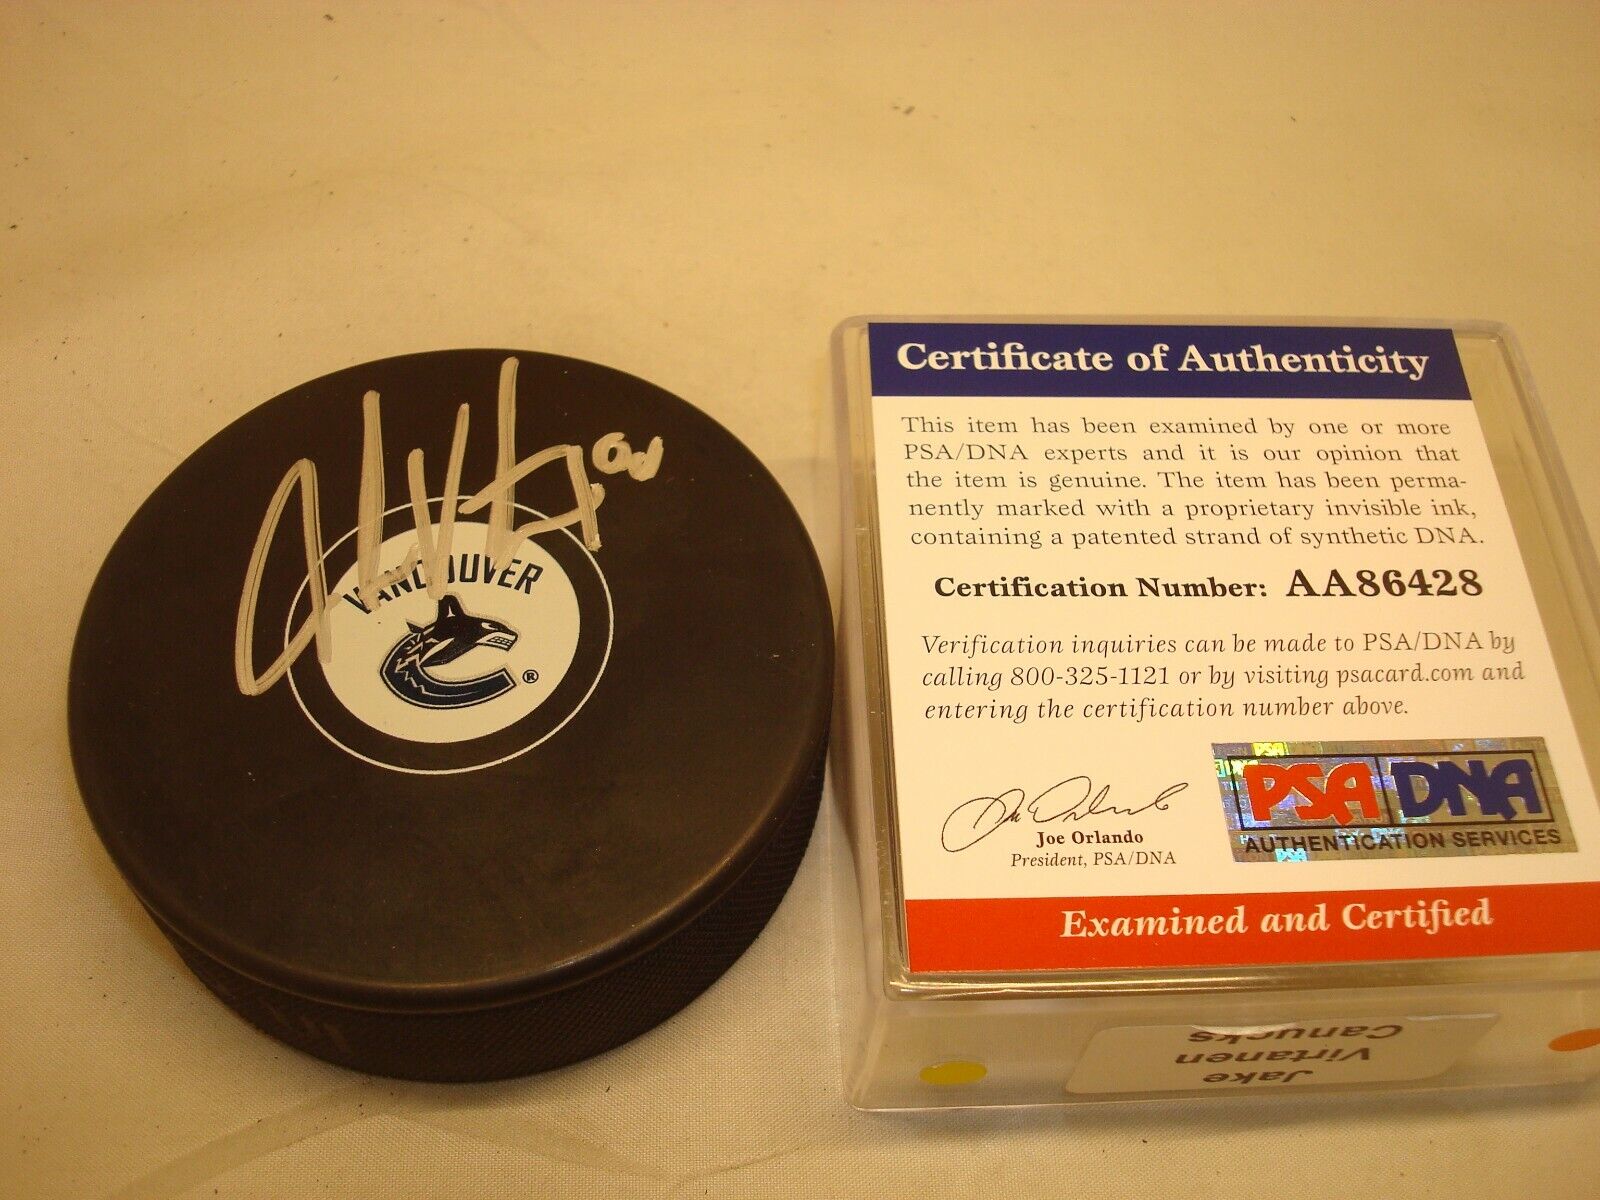 VANCOUVER
®
Certificate of Authenticity
This item has been examined by one or more
PSA/DNA experts and it is our opinion that
the item is genuine. The item has been perma-
nently marked with a proprietary invisible ink,
containing a patented strand of synthetic DNA.
Certification Number: AA86428
Verification inquiries can be made to PSA/DNA by
calling 800-325-1121 or by visiting psacard.com and
entering the certification number above.
Joe Orlando
President, PSA/DNA
PSA DNA
AUTHENTICATION SERVICES
Examined and Certified
Jake
Virtanen
Canucks